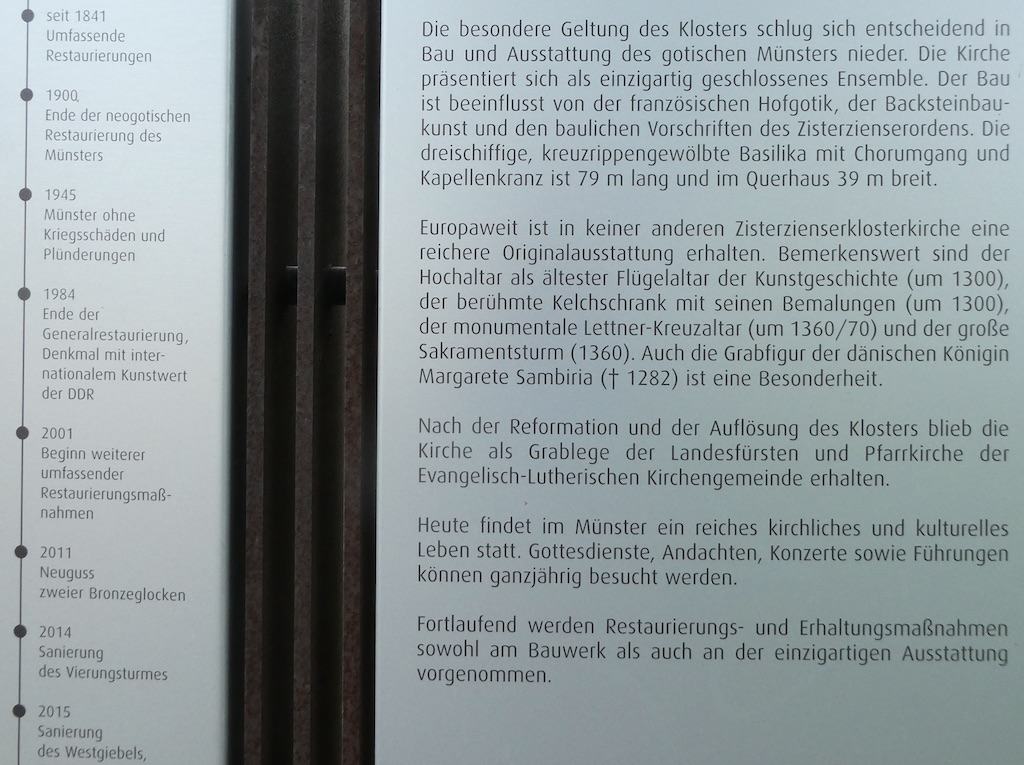 seit 1841
Umfassende
Restaurierungen
1900
Ende der neogotischen
Restaurierung des
Münsters
1945
Münster ohne
Kriegsschäden und
Plünderungen
1984
Ende der
Generalrestaurierung,
Denkmal mit inter-
nationalem Kunstwert
der DDR
2001
Beginn weiterer
umfassender
Restaurierungsmaß-
nahmen
2011
Neuguss
zweier Bronzeglocken
2014
Sanierung
des Vierungsturmes
2015
Sanierung
des Westgiebels,
Die besondere Geltung des Klosters schlug sich entscheidend in
Bau und Ausstattung des gotischen Münsters nieder. Die Kirche
präsentiert sich als einzigartig geschlossenes Ensemble. Der Bau
ist beeinflusst von der französischen Hofgotik, der Backsteinbau-
kunst und den baulichen Vorschriften des Zisterzienserordens. Die
dreischiffige, kreuzrippengewölbte Basilika mit Chorumgang und
Kapellenkranz ist 79 m lang und im Querhaus 39 m breit.
Europaweit ist in keiner anderen Zisterzienserklosterkirche eine
reichere Originalausstattung erhalten. Bemerkenswert sind der
Hochaltar als ältester Flügelaltar der Kunstgeschichte (um 1300),
der berühmte Kelchschrank mit seinen Bemalungen (um 1300),
der monumentale Lettner-Kreuzaltar (um 1360/70) und der große
Sakramentsturm (1360). Auch die Grabfigur der dänischen Königin
Margarete Sambiria († 1282) ist eine Besonderheit.
Nach der Reformation und der Auflösung des Klosters blieb die
Kirche als Grablege der Landesfürsten und Pfarrkirche der
Evangelisch-Lutherischen Kirchengemeinde erhalten.
Heute findet im Münster ein reiches kirchliches und kulturelles
Leben statt. Gottesdienste, Andachten, Konzerte sowie Führungen
können ganzjährig besucht werden.
Fortlaufend werden Restaurierungs- und Erhaltungsmaßnahmen
sowohl am Bauwerk als auch an der einzigartigen Ausstattung
vorgenommen.